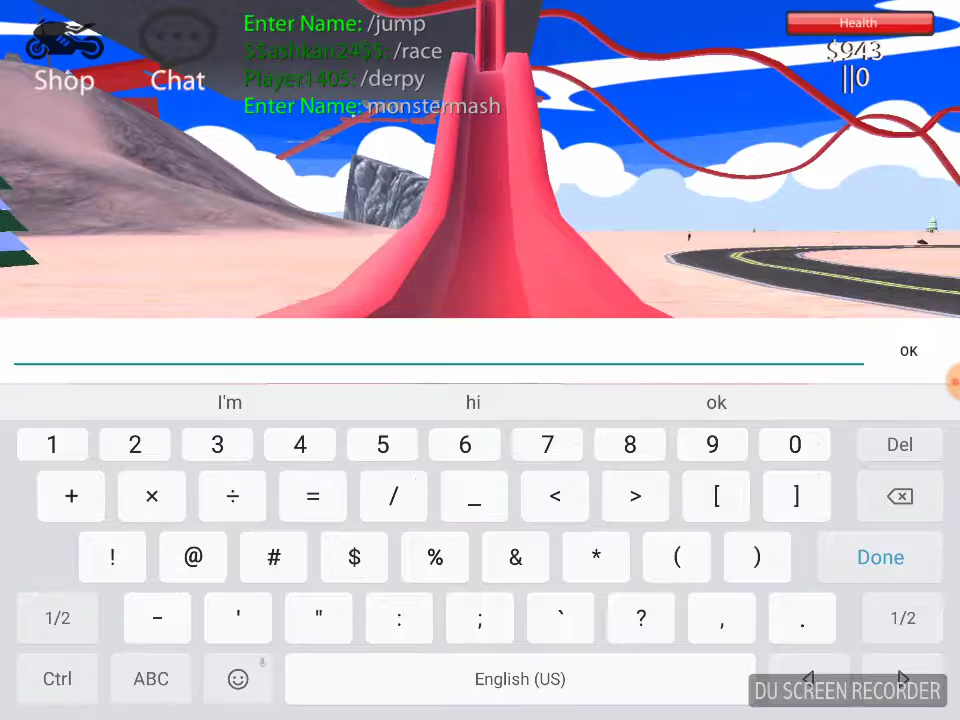 Enter Name: /jump
$$ashkan24$$: /race
Player1405: /derpy
Enter Name: monstermash
Shop
Chat
Health
$943
||0
OK
I'm hi ok
1 2 3 4 5 6 7 8 9 0 Del
+ × ÷ = / _ < > [ ]
! @ # $ % & * ( ) Done
1/2 - ' " : ; ` ? , . 1/2
Ctrl ABC English (US)
DU SCREEN RECORDER